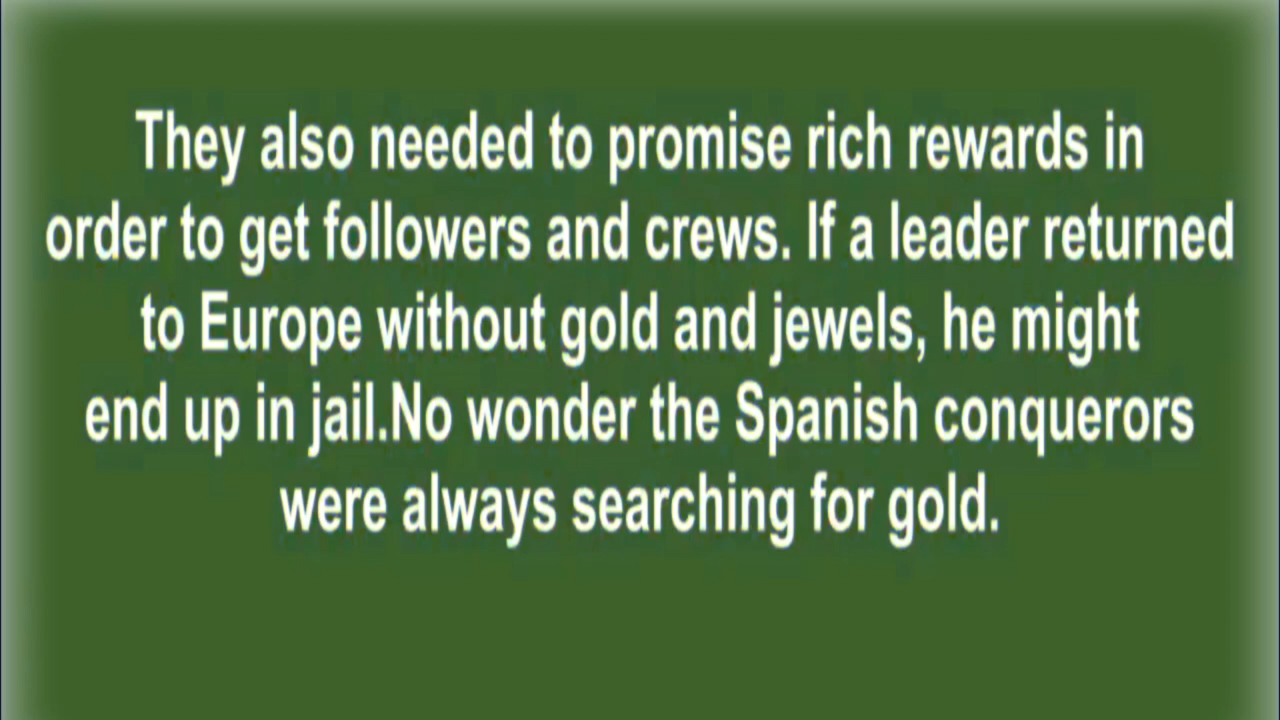 They also needed to promise rich rewards in
order to get followers and crews. If a leader returned
to Europe without gold and jewels, he might
end up in jail.No wonder the Spanish conquerors
were always searching for gold.